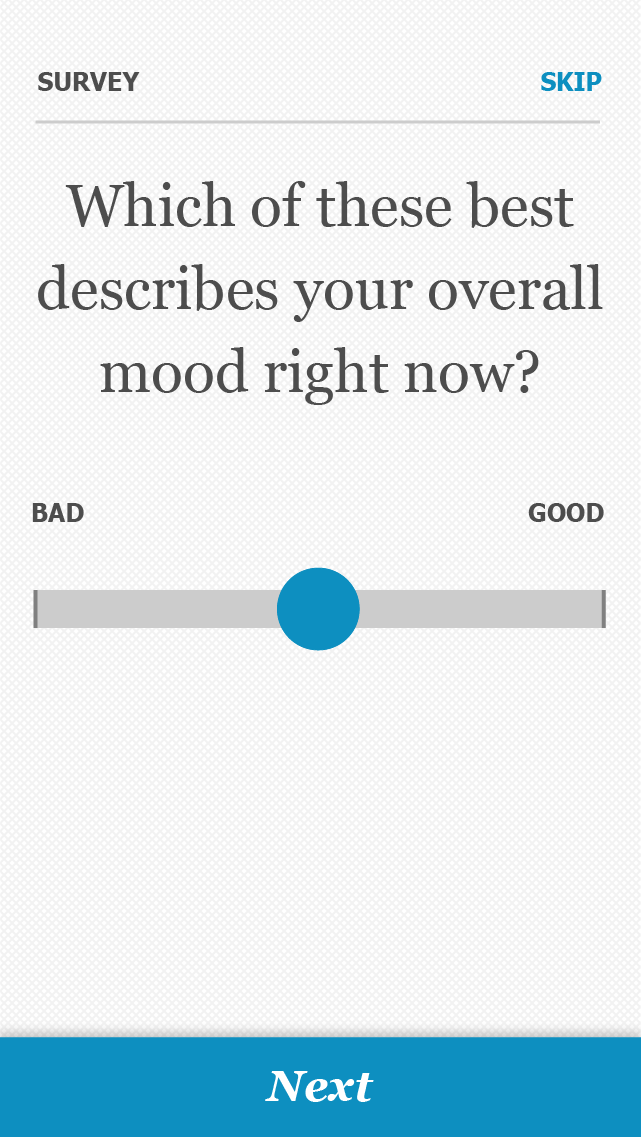 SURVEY SKIP
Which of these best
describes your overall
mood right now?
BAD GOOD
Next